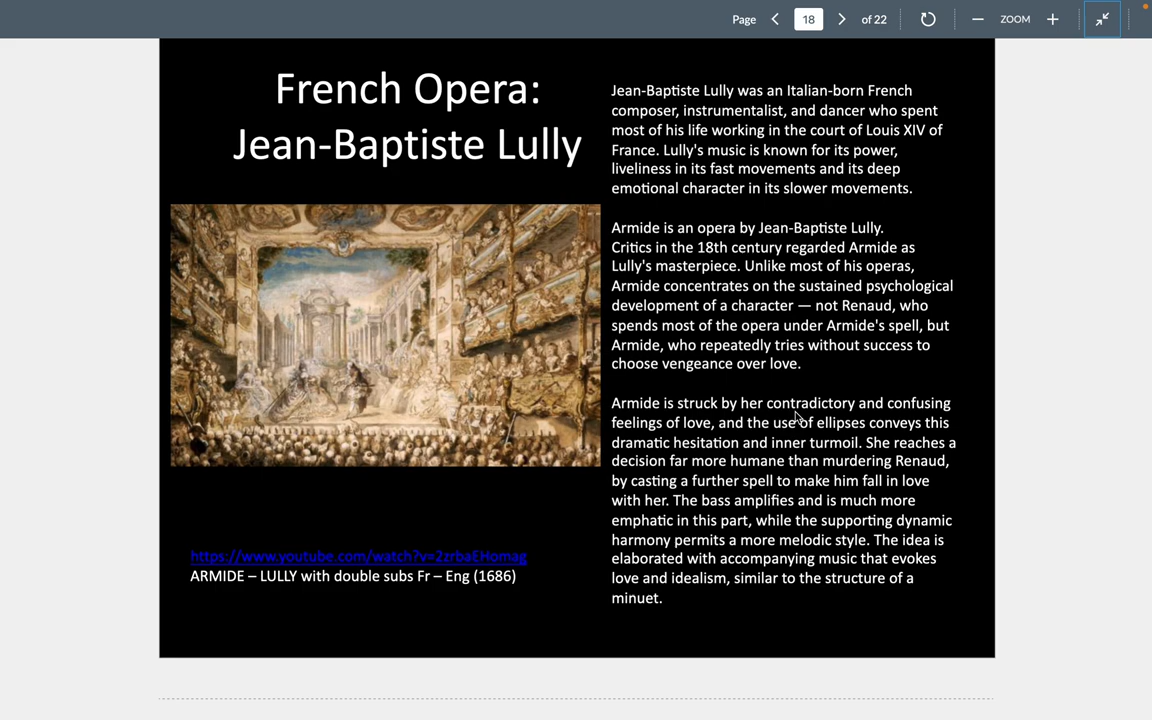 Page 18 of 22 ZOOM
French Opera:
Jean-Baptiste Lully
https://www.youtube.com/watch?v=2zrbaEHomag
ARMIDE – LULLY with double subs Fr – Eng (1686)
Jean-Baptiste Lully was an Italian-born French
composer, instrumentalist, and dancer who spent
most of his life working in the court of Louis XIV of
France. Lully's music is known for its power,
liveliness in its fast movements and its deep
emotional character in its slower movements.
Armide is an opera by Jean-Baptiste Lully.
Critics in the 18th century regarded Armide as
Lully's masterpiece. Unlike most of his operas,
Armide concentrates on the sustained psychological
development of a character — not Renaud, who
spends most of the opera under Armide's spell, but
Armide, who repeatedly tries without success to
choose vengeance over love.
Armide is struck by her contradictory and confusing
feelings of love, and the use of ellipses conveys this
dramatic hesitation and inner turmoil. She reaches a
decision far more humane than murdering Renaud,
by casting a further spell to make him fall in love
with her. The bass amplifies and is much more
emphatic in this part, while the supporting dynamic
harmony permits a more melodic style. The idea is
elaborated with accompanying music that evokes
love and idealism, similar to the structure of a
minuet.